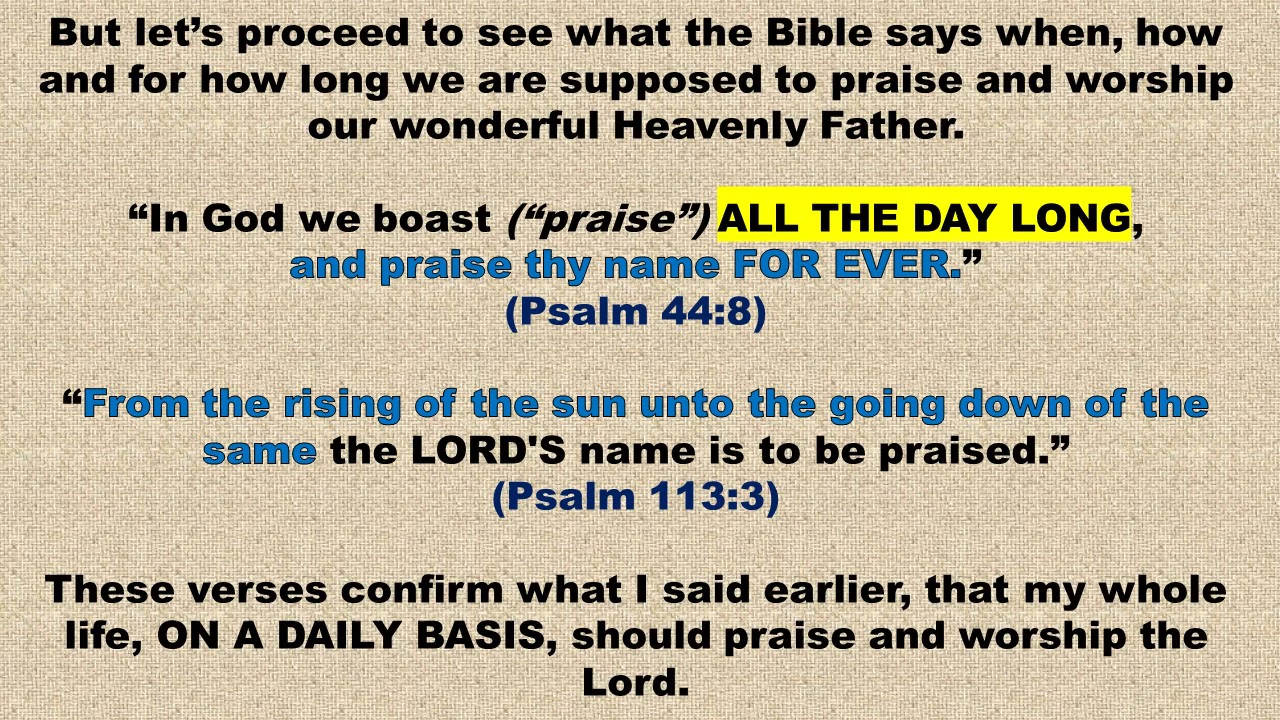 But let’s proceed to see what the Bible says when, how
and for how long we are supposed to praise and worship
our wonderful Heavenly Father.
“In God we boast (“praise”) ALL THE DAY LONG,
and praise thy name FOR EVER.”
(Psalm 44:8)
“From the rising of the sun unto the going down of the
same the LORD'S name is to be praised.”
(Psalm 113:3)
These verses confirm what I said earlier, that my whole
life, ON A DAILY BASIS, should praise and worship the
Lord.